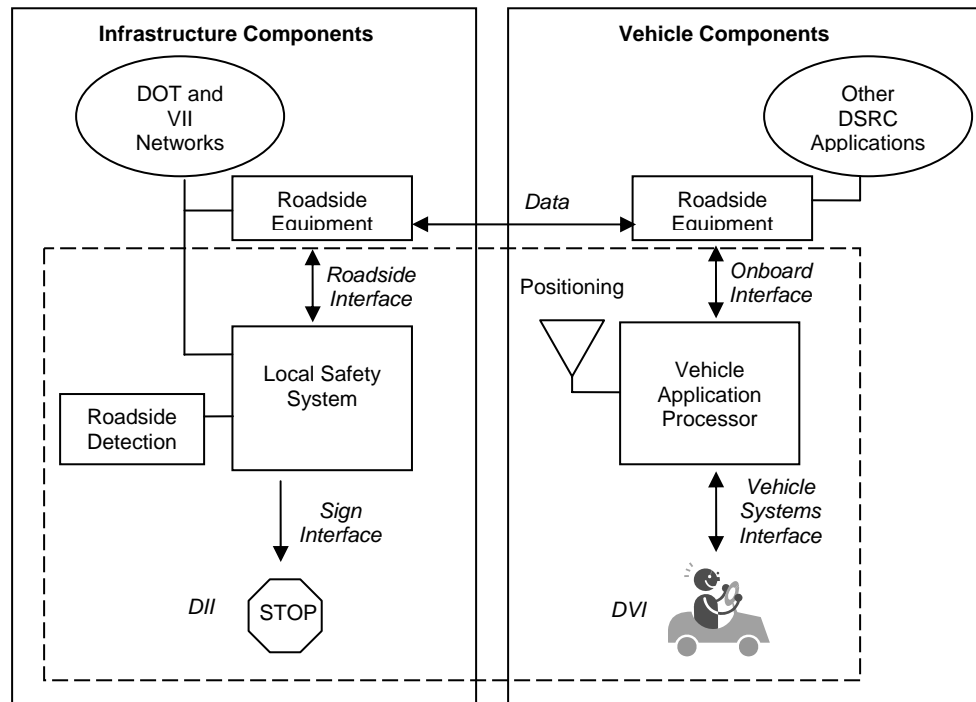 Infrastructure Components
Vehicle Components
DOT and
VII
Networks
Other
DSRC
Applications
Roadside
Equipment
Data
Roadside
Equipment
Roadside
Interface
Positioning
Onboard
Interface
Local Safety
System
Vehicle
Application
Processor
Roadside
Detection
Sign
Interface
Vehicle
Systems
Interface
DII
STOP
DVI